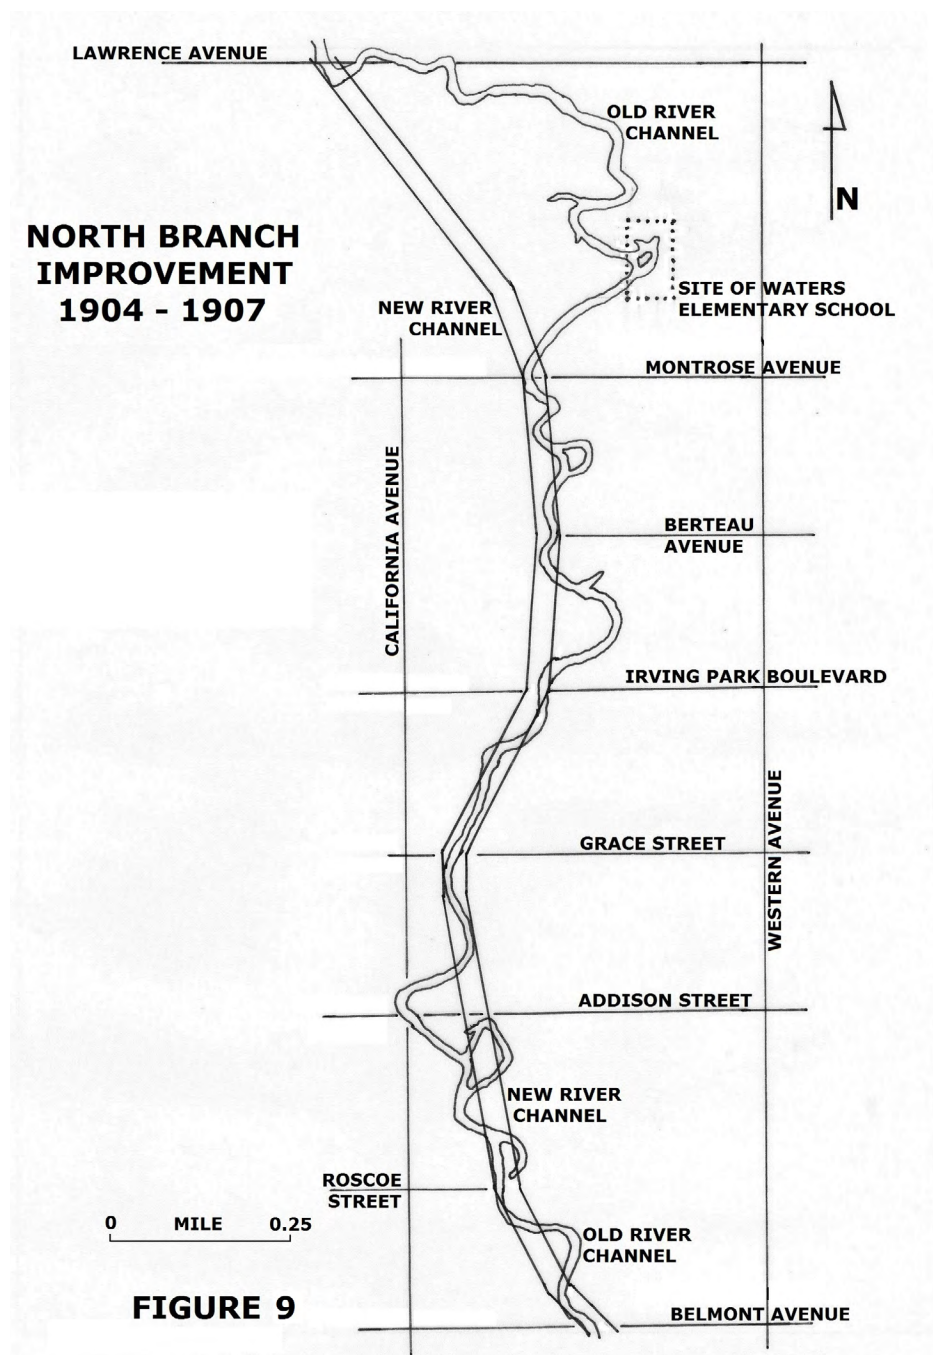 LAWRENCE AVENUE
OLD RIVER
CHANNEL
N
NORTH BRANCH
IMPROVEMENT
1904 - 1907
SITE OF WATERS
ELEMENTARY SCHOOL
NEW RIVER
CHANNEL
MONTROSE AVENUE
CALIFORNIA AVENUE
BERTEAU
AVENUE
IRVING PARK BOULEVARD
WESTERN AVENUE
GRACE STREET
ADDISON STREET
NEW RIVER
CHANNEL
ROSCOE
STREET
0 MILE 0.25
OLD RIVER
CHANNEL
FIGURE 9
BELMONT AVENUE